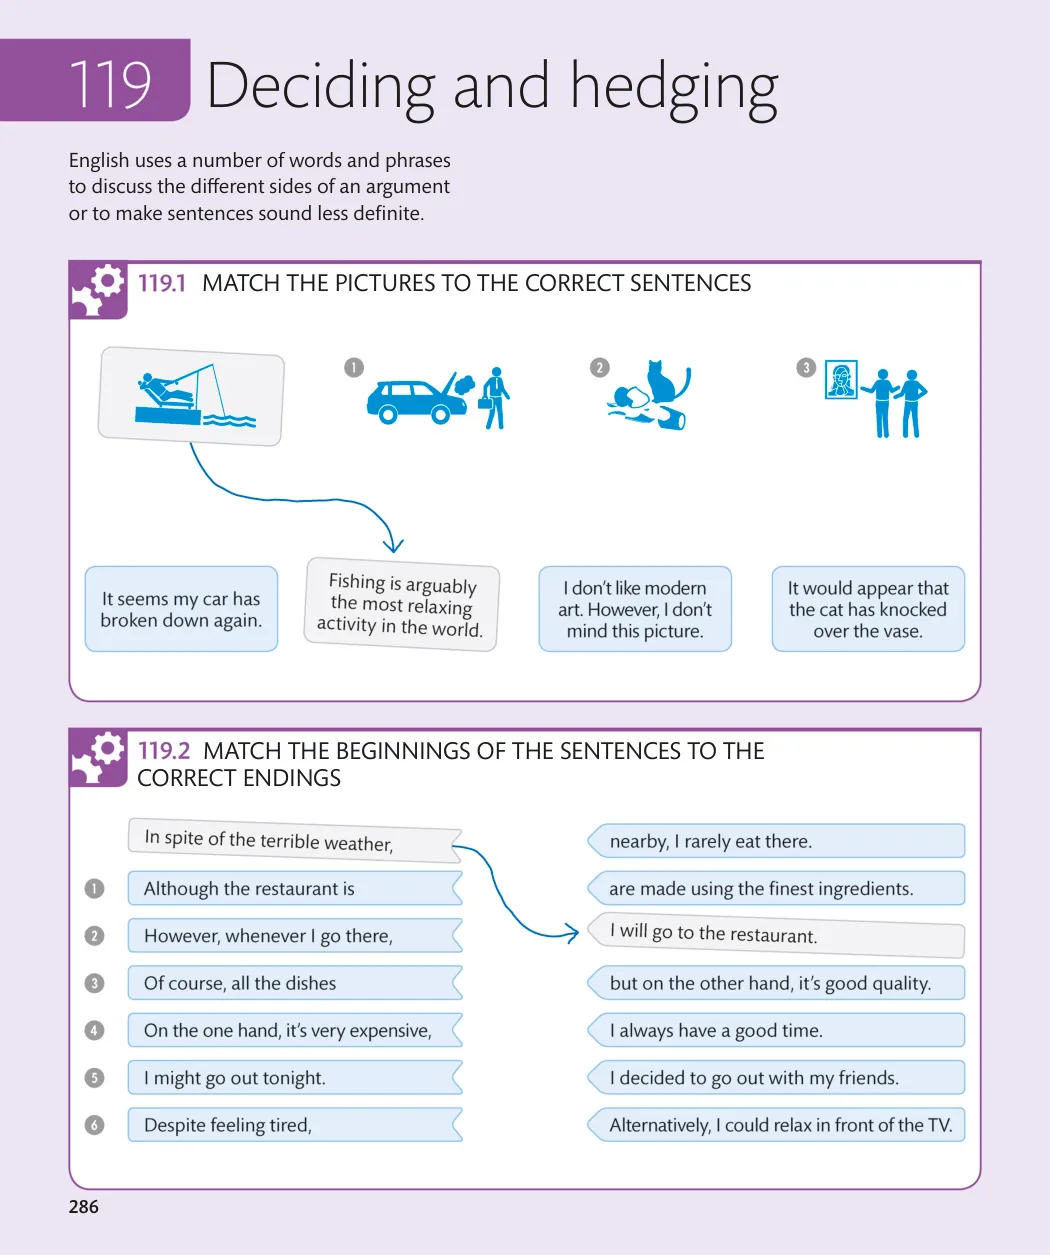 119 Deciding and hedging
English uses a number of words and phrases
to discuss the different sides of an argument
or to make sentences sound less definite.
119.1 MATCH THE PICTURES TO THE CORRECT SENTENCES
1
2
3
It seems my car has
broken down again.
Fishing is arguably
the most relaxing
activity in the world.
I don't like modern
art. However, I don't
mind this picture.
It would appear that
the cat has knocked
over the vase.
119.2 MATCH THE BEGINNINGS OF THE SENTENCES TO THE
CORRECT ENDINGS
In spite of the terrible weather,
nearby, I rarely eat there.
1 Although the restaurant is
are made using the finest ingredients.
2 However, whenever I go there,
I will go to the restaurant.
3 Of course, all the dishes
but on the other hand, it's good quality.
4 On the one hand, it's very expensive,
I always have a good time.
5 I might go out tonight.
I decided to go out with my friends.
6 Despite feeling tired,
Alternatively, I could relax in front of the TV.
286